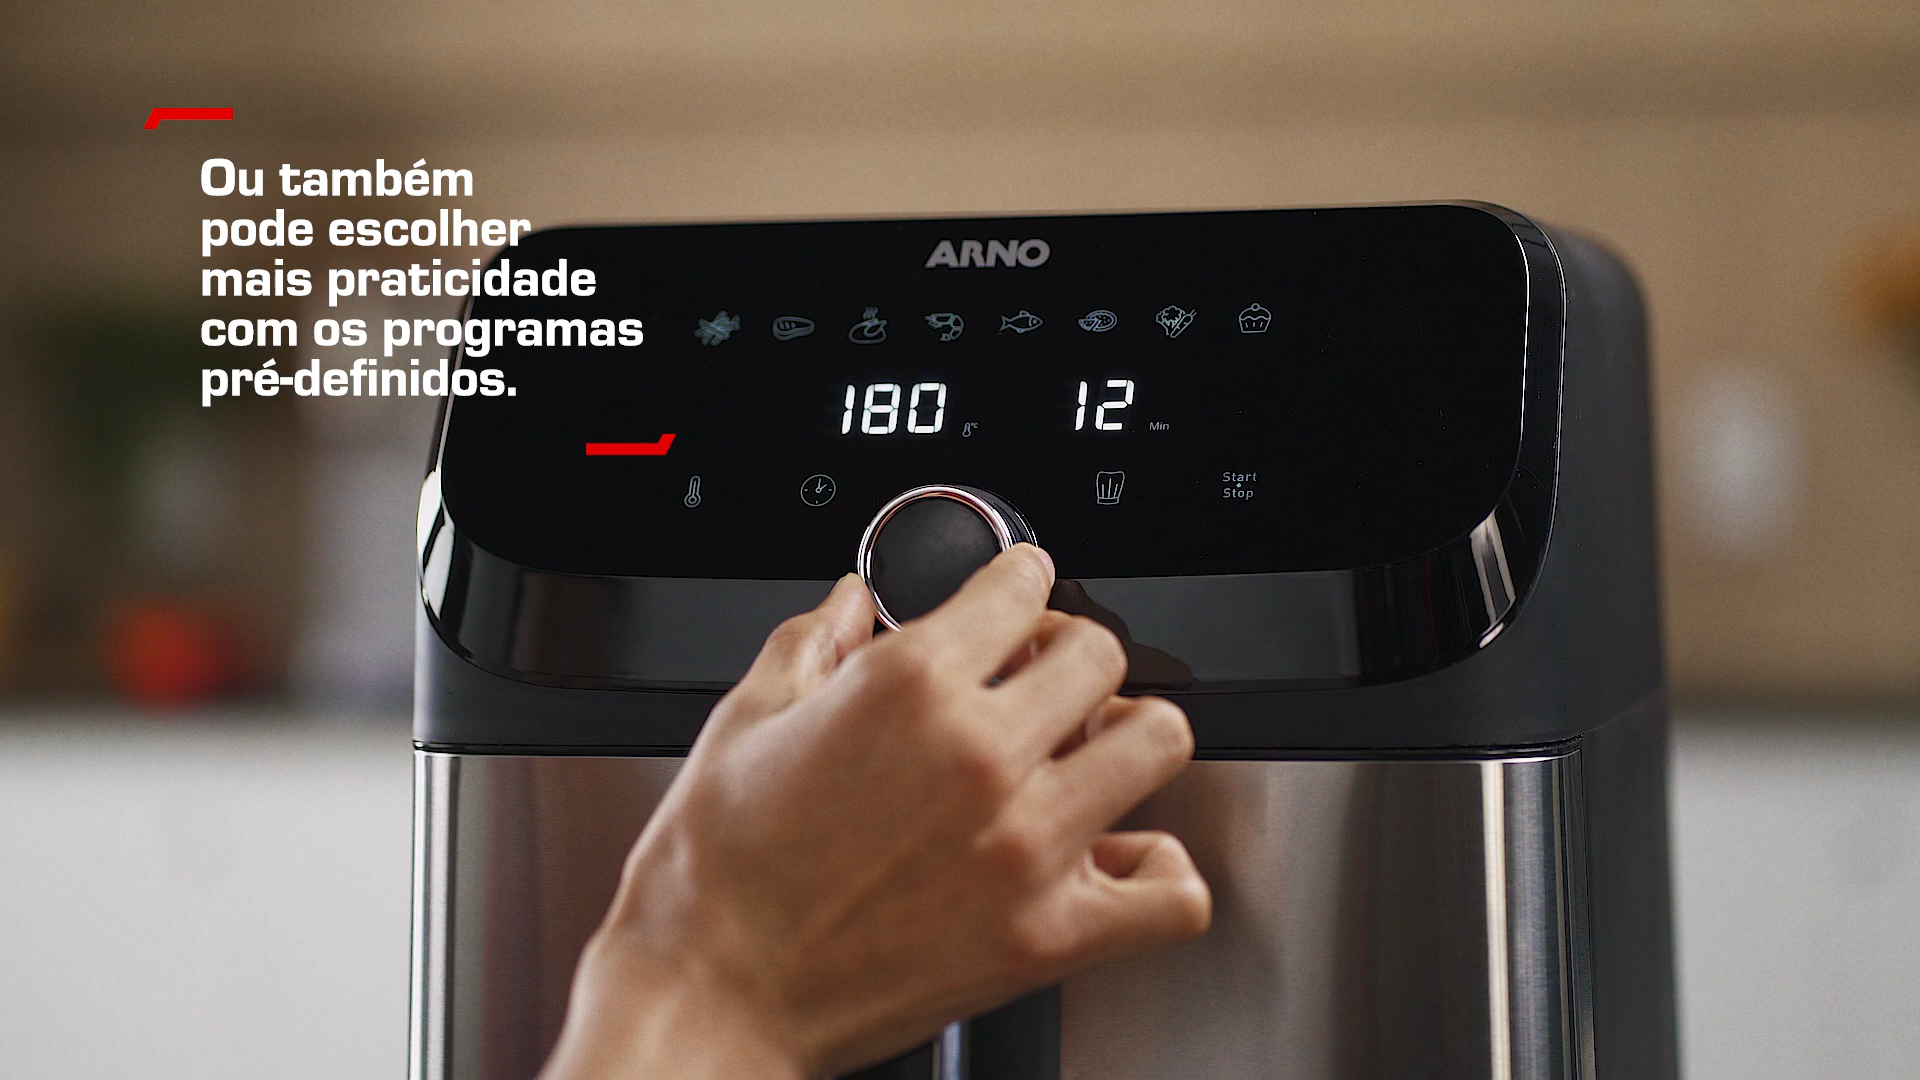 Ou também
pode escolher
mais praticidade
com os programas
pré-definidos.
ARNO
180 °C
12 Min
Start
Stop